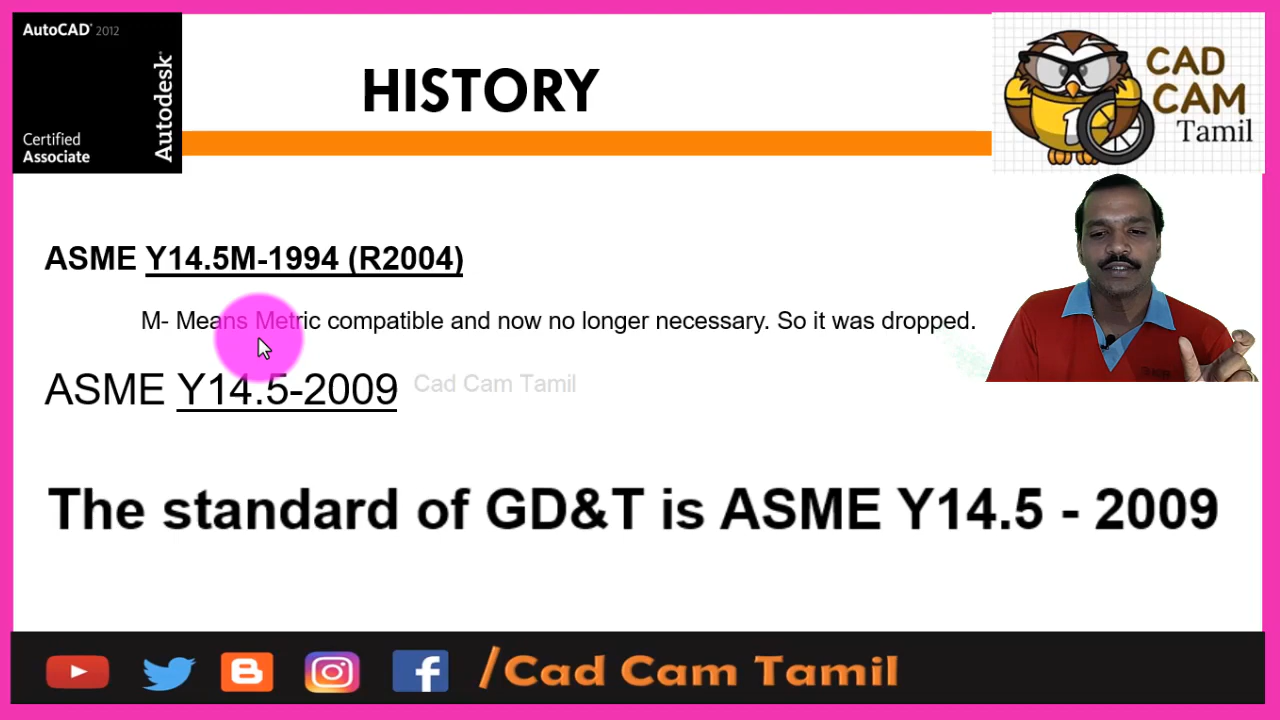 AutoCAD® 2012
Autodesk®
Certified
Associate
HISTORY
CAD
CAM
Tamil
1
ASME Y14.5M-1994 (R2004)
M- Means Metric compatible and now no longer necessary. So it was dropped.
ASME Y14.5-2009
Cad Cam Tamil
The standard of GD&T is ASME Y14.5 - 2009
/Cad Cam Tamil